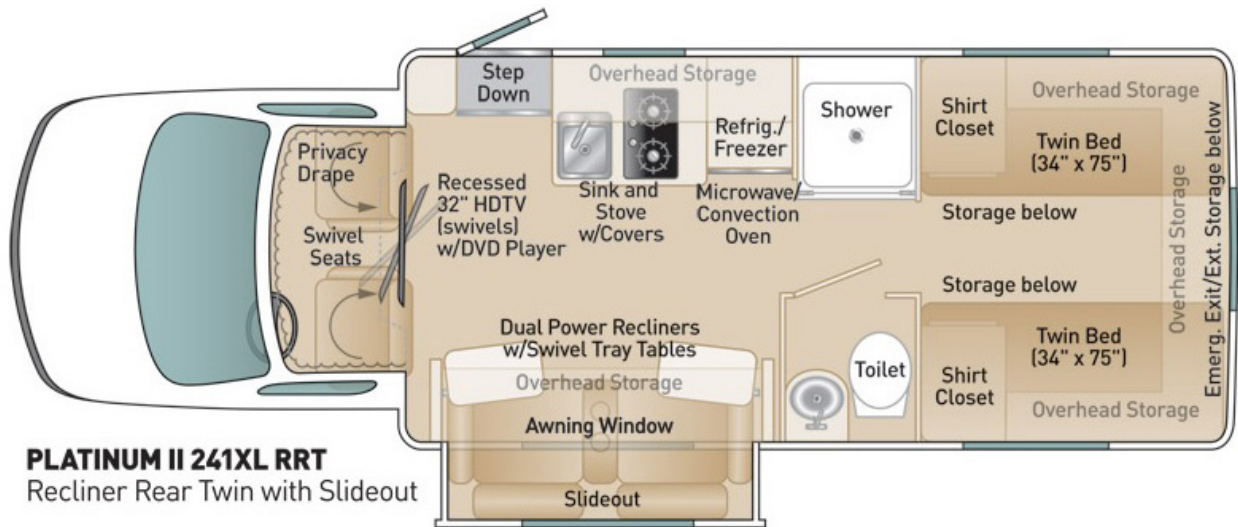 Step
Down
Overhead Storage
Refrig./
Freezer
Shower
Shirt
Closet
Overhead Storage
Twin Bed
(34" x 75")
Privacy
Drape
Swivel
Seats
Recessed
32" HDTV
(swivels)
w/DVD Player
Sink and
Stove
w/Covers
Microwave/
Convection
Oven
Storage below
Storage below
Overhead Storage
Emerg. Exit/Ext. Storage below
Dual Power Recliners
w/Swivel Tray Tables
Overhead Storage
Awning Window
Slideout
Toilet
Shirt
Closet
Twin Bed
(34" x 75")
Overhead Storage
PLATINUM II 241XL RRT
Recliner Rear Twin with Slideout